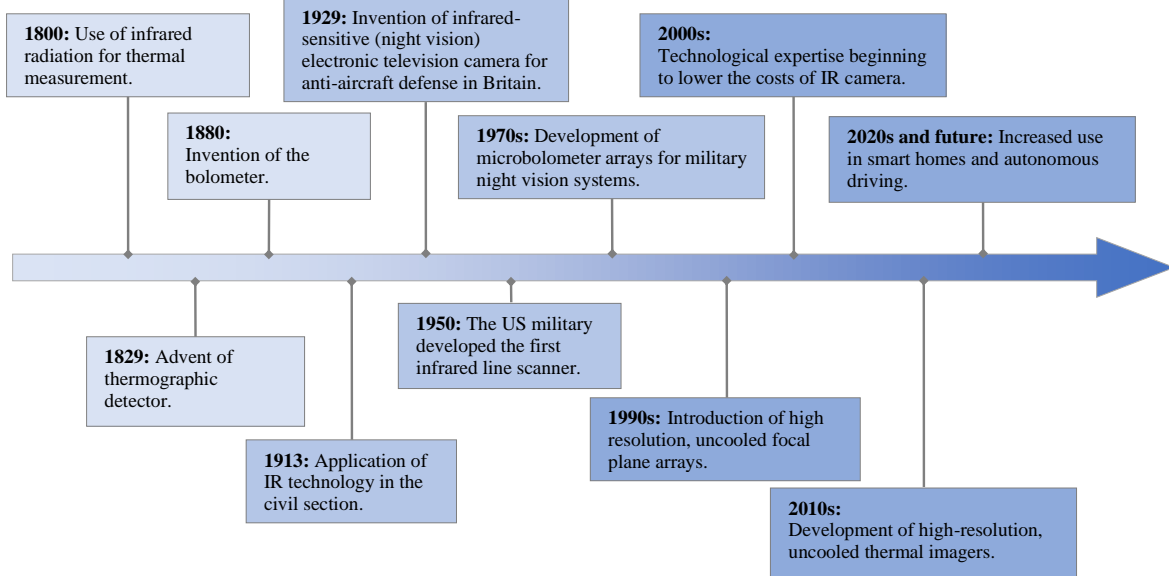 1800: Use of infrared
radiation for thermal
measurement.
1929: Invention of infrared-
sensitive (night vision)
electronic television camera for
anti-aircraft defense in Britain.
2000s:
Technological expertise beginning
to lower the costs of IR camera.
1880:
Invention of the
bolometer.
1970s: Development of
microbolometer arrays for military
night vision systems.
2020s and future: Increased use
in smart homes and autonomous
driving.
1829: Advent of
thermographic
detector.
1950: The US military
developed the first
infrared line scanner.
1913: Application of
IR technology in the
civil section.
1990s: Introduction of high
resolution, uncooled focal
plane arrays.
2010s:
Development of high-resolution,
uncooled thermal imagers.